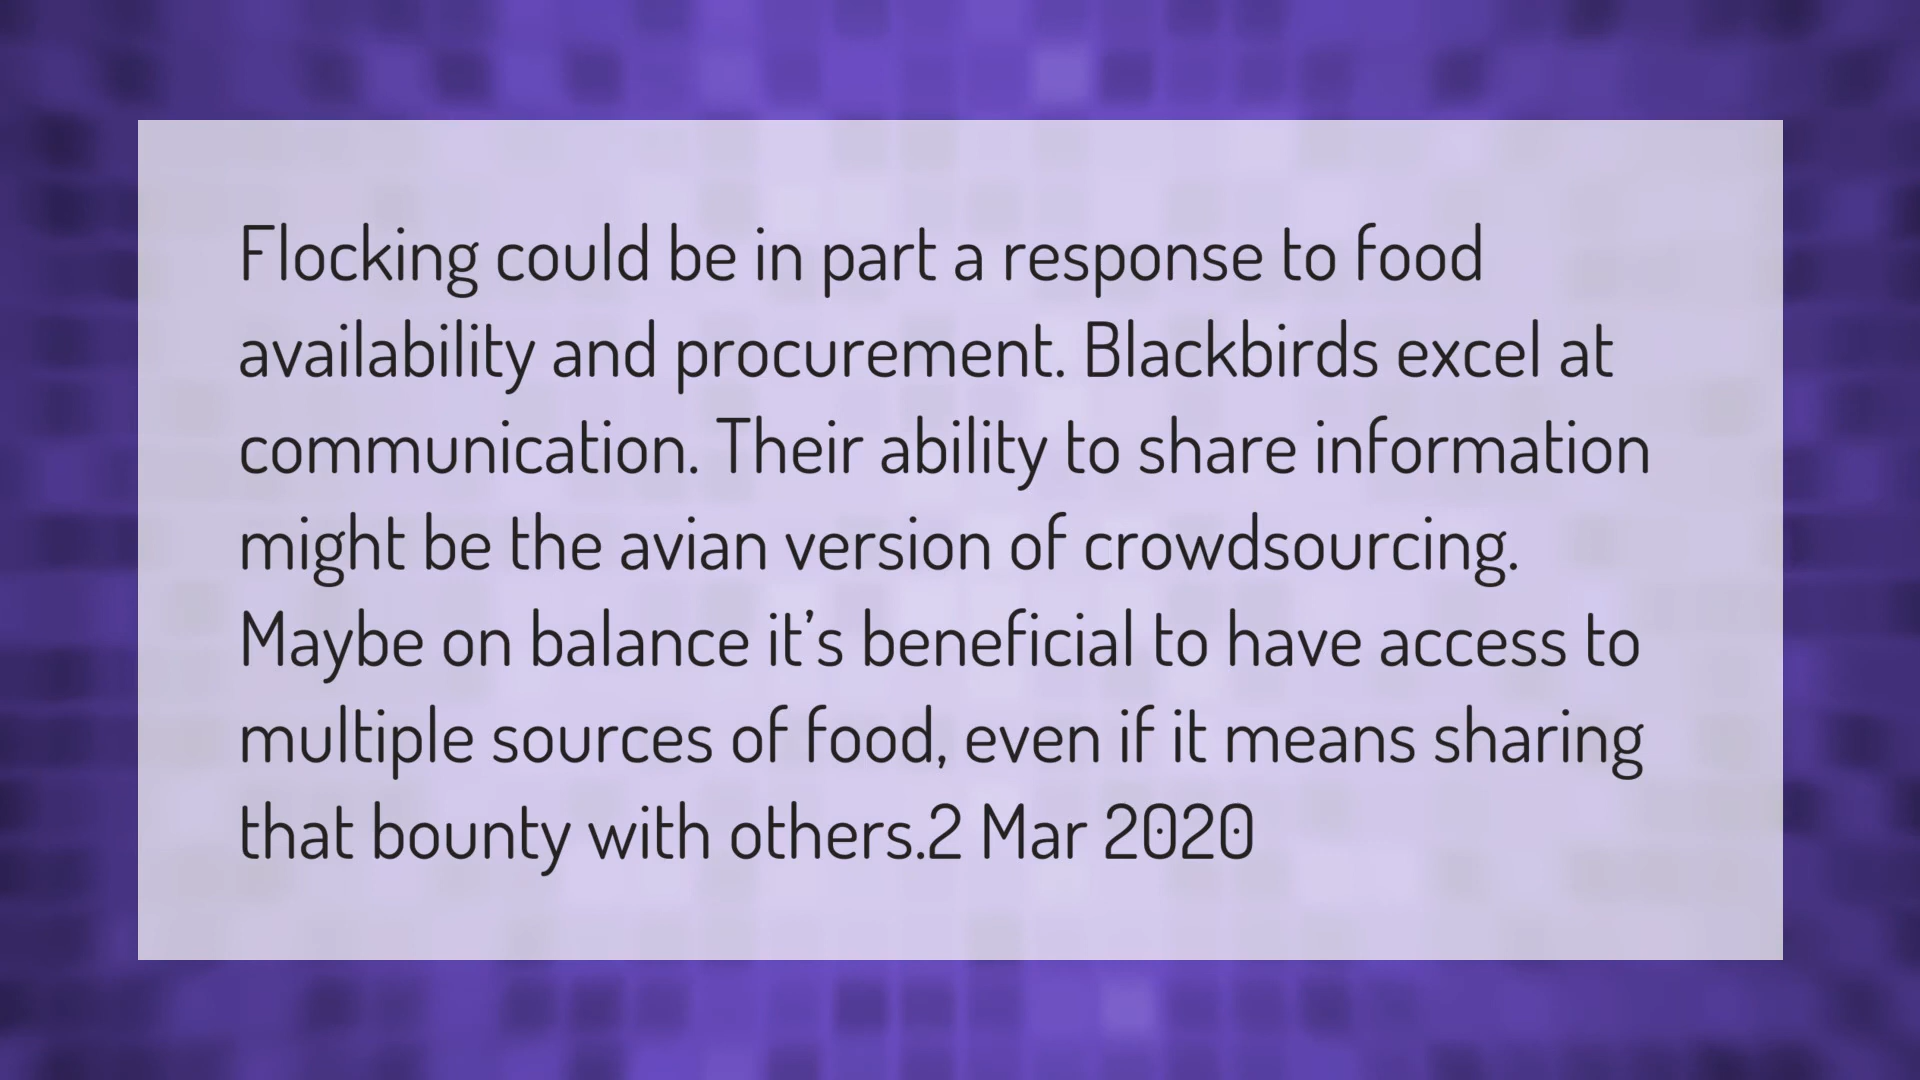 Flocking could be in part a response to food
availability and procurement. Blackbirds excel at
communication. Their ability to share information
might be the avian version of crowdsourcing.
Maybe on balance it’s beneficial to have access to
multiple sources of food, even if it means sharing
that bounty with others.2 Mar 2020